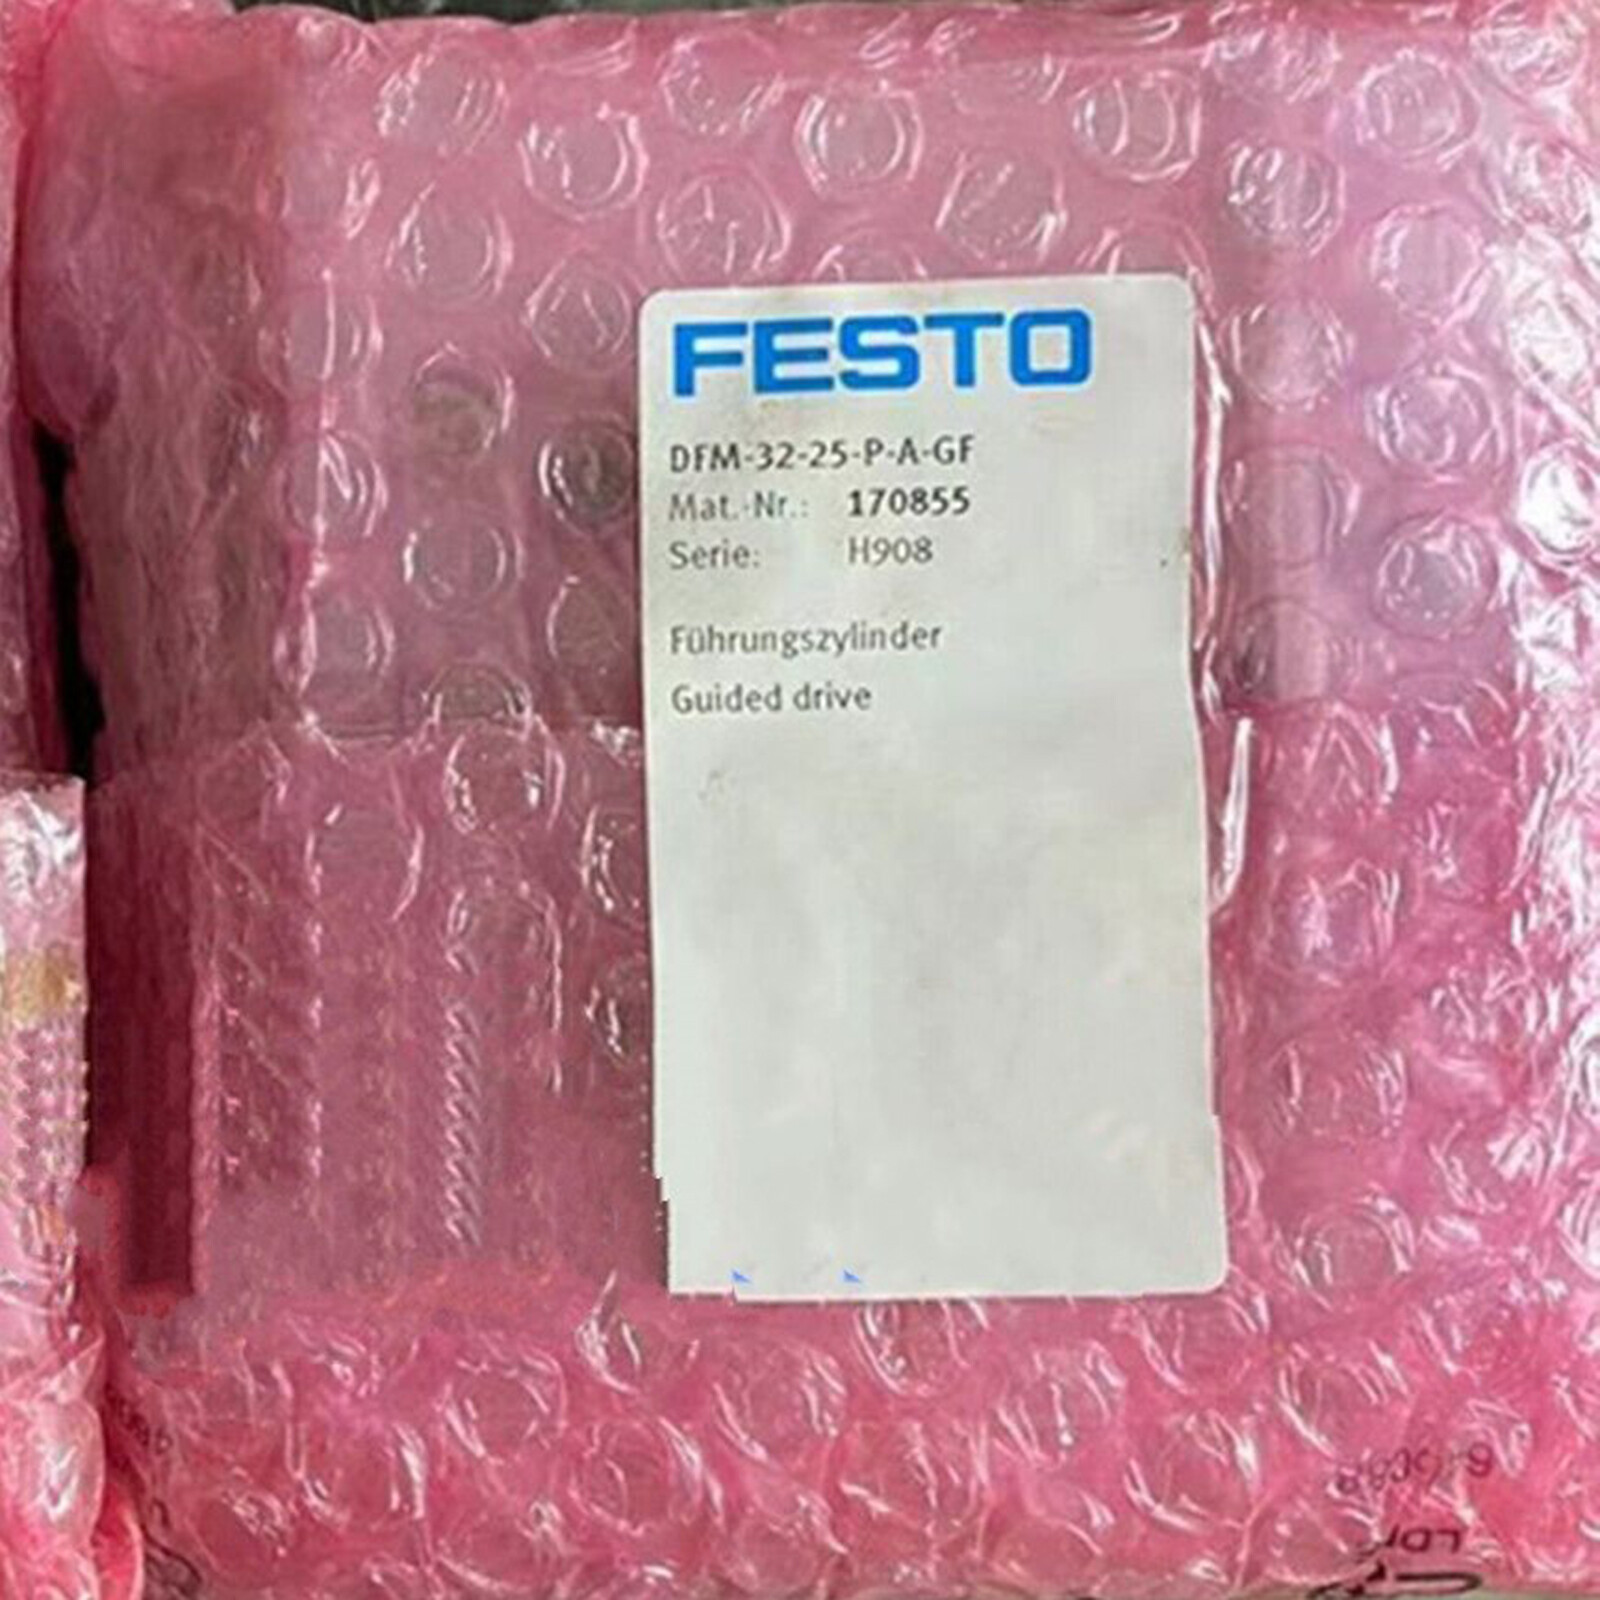 FESTO
DFM-32-25-P-A-GF
Mat.-Nr.: 170855
Serie: H908
Führungszylinder
Guided drive